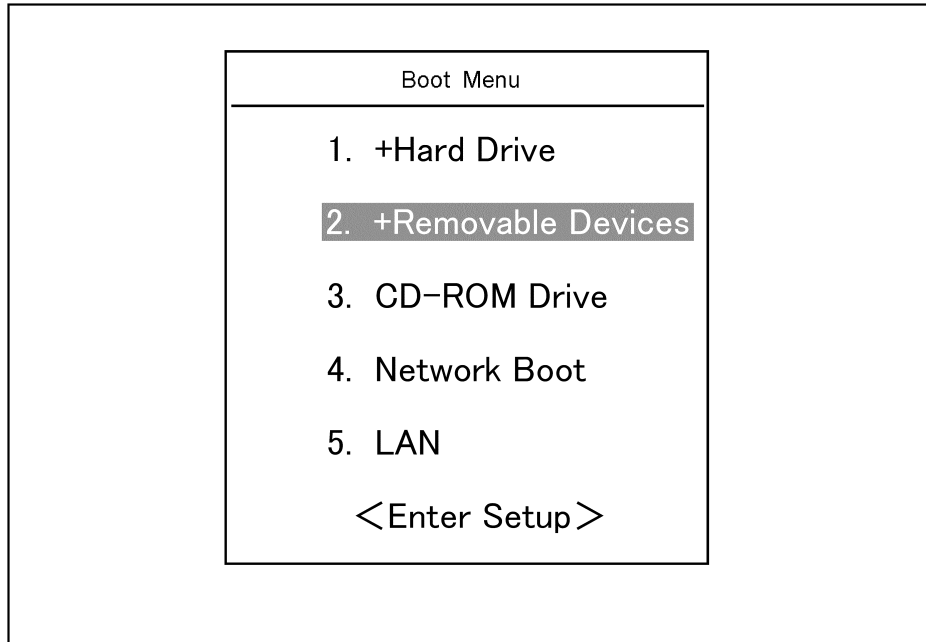 Boot Menu
1. +Hard Drive
2. +Removable Devices
3. CD-ROM Drive
4. Network Boot
5. LAN
<Enter Setup>